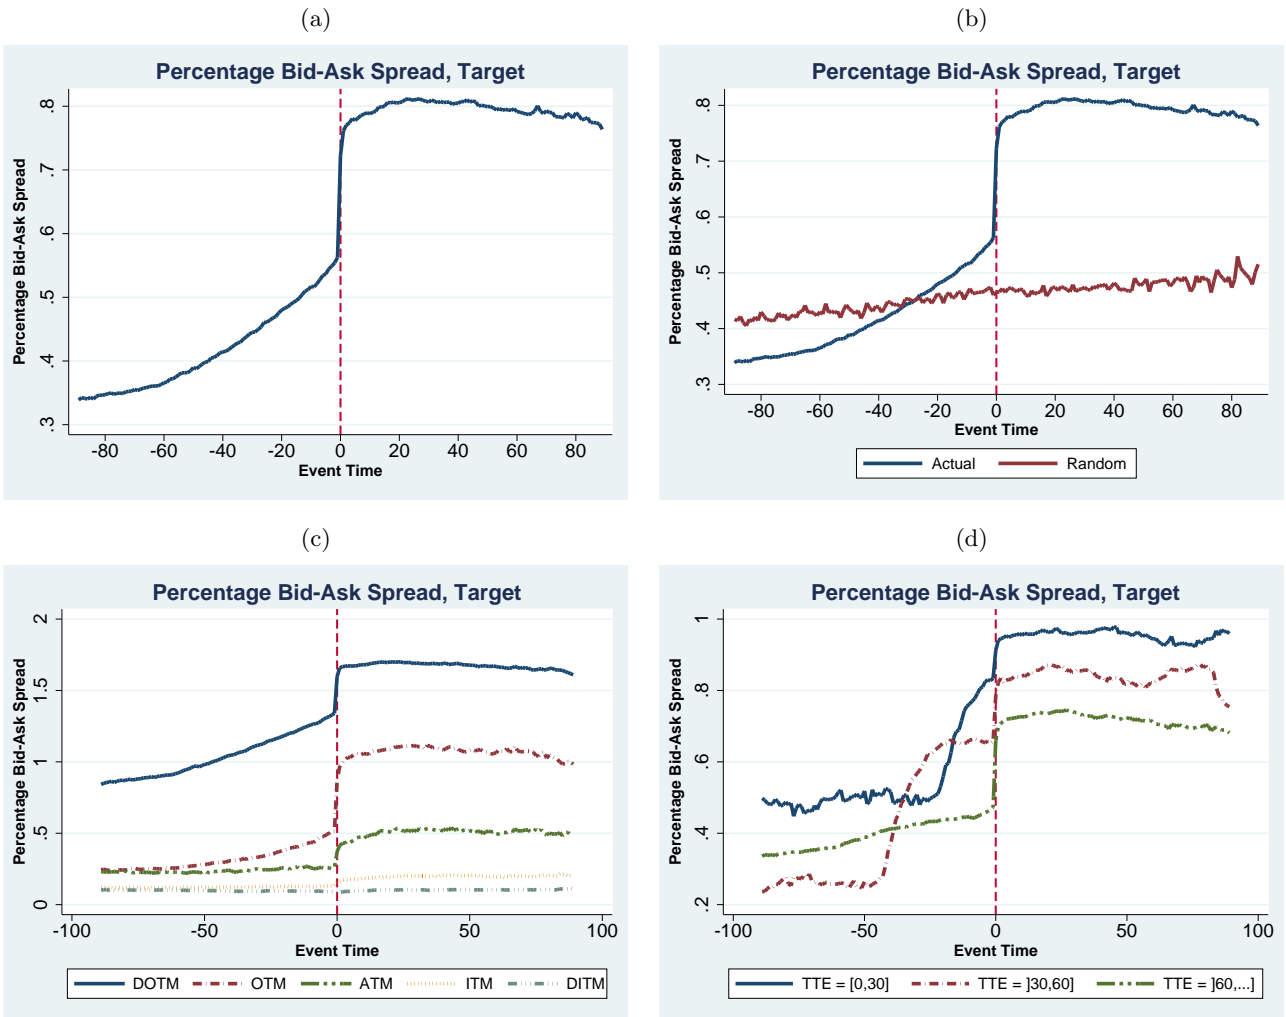 (a)
Percentage Bid-Ask Spread, Target
Percentage Bid-Ask Spread
.8
.7
.6
.5
.4
.3
-80 -60 -40 -20 0 20 40 60 80
Event Time
(b)
Percentage Bid-Ask Spread, Target
Percentage Bid-Ask Spread
.8
.7
.6
.5
.4
.3
-80 -60 -40 -20 0 20 40 60 80
Event Time
Actual Random
(c)
Percentage Bid-Ask Spread, Target
Percentage Bid-Ask Spread
2
1.5
1
.5
0
-100 -50 0 50 100
Event Time
DOTM OTM ATM ITM DITM
(d)
Percentage Bid-Ask Spread, Target
Percentage Bid-Ask Spread
1
.8
.6
.4
.2
-100 -50 0 50 100
Event Time
TTE = [0,30] TTE = ]30,60] TTE = ]60,...]